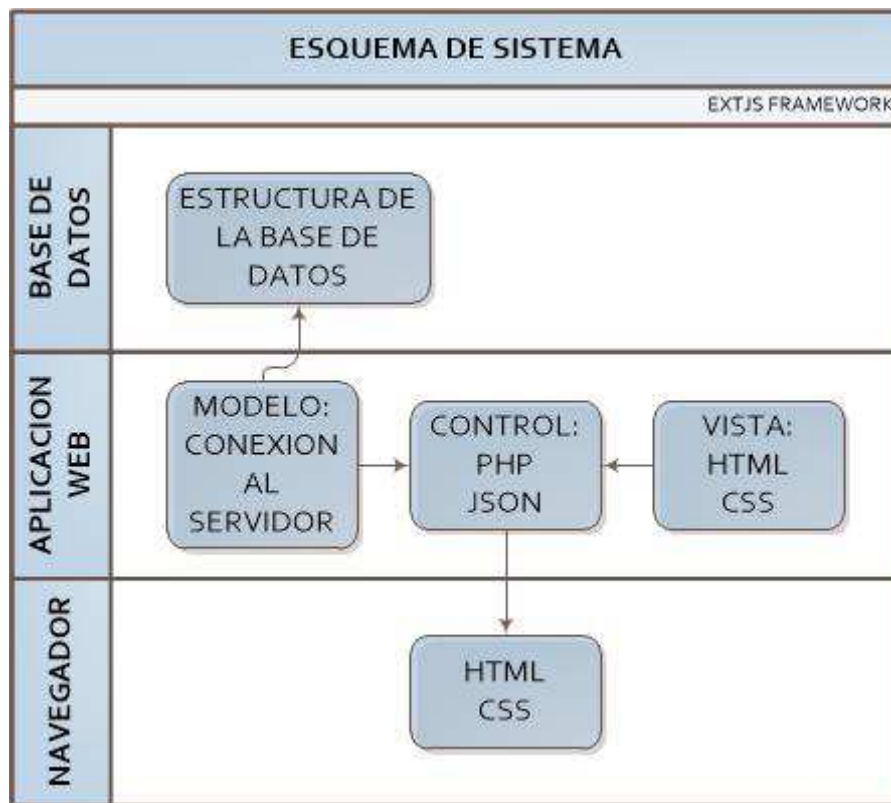 ESQUEMA DE SISTEMA
EXTJS FRAMEWORK
BASE DE
DATOS
ESTRUCTURA DE
LA BASE DE
DATOS
APLICACION
WEB
MODELO:
CONEXION
AL
SERVIDOR
CONTROL:
PHP
JSON
VISTA:
HTML
CSS
NAVEGADOR
HTML
CSS